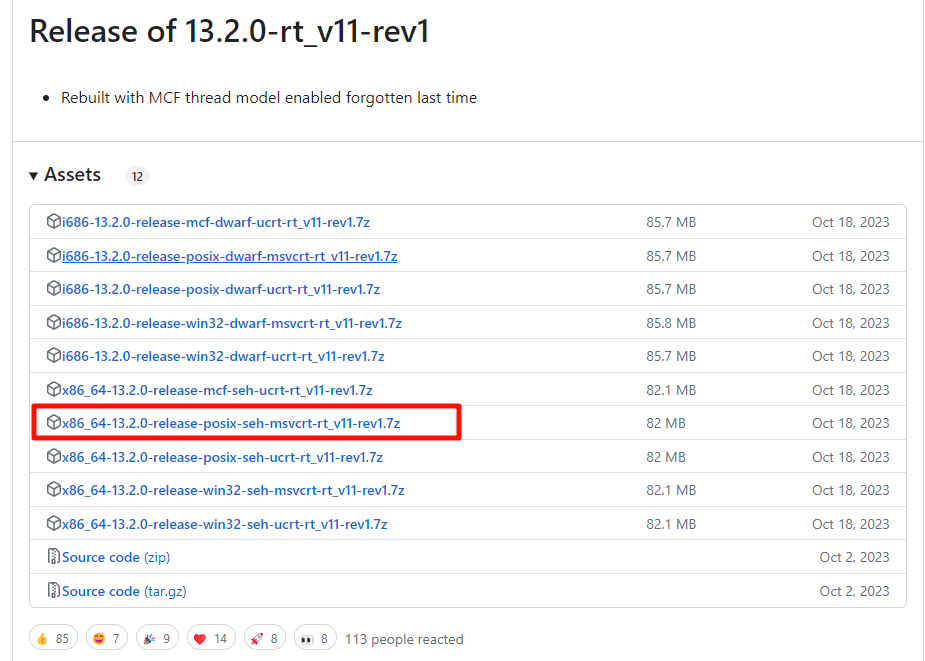 Release of 13.2.0-rt_v11-rev1
Rebuilt with MCF thread model enabled forgotten last time
Assets 12
i686-13.2.0-release-mcf-dwarf-ucrt-rt_v11-rev1.7z 85.7 MB Oct 18, 2023
i686-13.2.0-release-posix-dwarf-msvcrt-rt_v11-rev1.7z 85.7 MB Oct 18, 2023
i686-13.2.0-release-posix-dwarf-ucrt-rt_v11-rev1.7z 85.7 MB Oct 18, 2023
i686-13.2.0-release-win32-dwarf-msvcrt-rt_v11-rev1.7z 85.8 MB Oct 18, 2023
i686-13.2.0-release-win32-dwarf-ucrt-rt_v11-rev1.7z 85.7 MB Oct 18, 2023
x86_64-13.2.0-release-mcf-seh-ucrt-rt_v11-rev1.7z 82.1 MB Oct 18, 2023
x86_64-13.2.0-release-posix-seh-msvcrt-rt_v11-rev1.7z 82 MB Oct 18, 2023
x86_64-13.2.0-release-posix-seh-ucrt-rt_v11-rev1.7z 82 MB Oct 18, 2023
x86_64-13.2.0-release-win32-seh-msvcrt-rt_v11-rev1.7z 82.1 MB Oct 18, 2023
x86_64-13.2.0-release-win32-seh-ucrt-rt_v11-rev1.7z 82.1 MB Oct 18, 2023
Source code (zip) Oct 2, 2023
Source code (tar.gz) Oct 2, 2023
85 7 9 14 8 8 113 people reacted